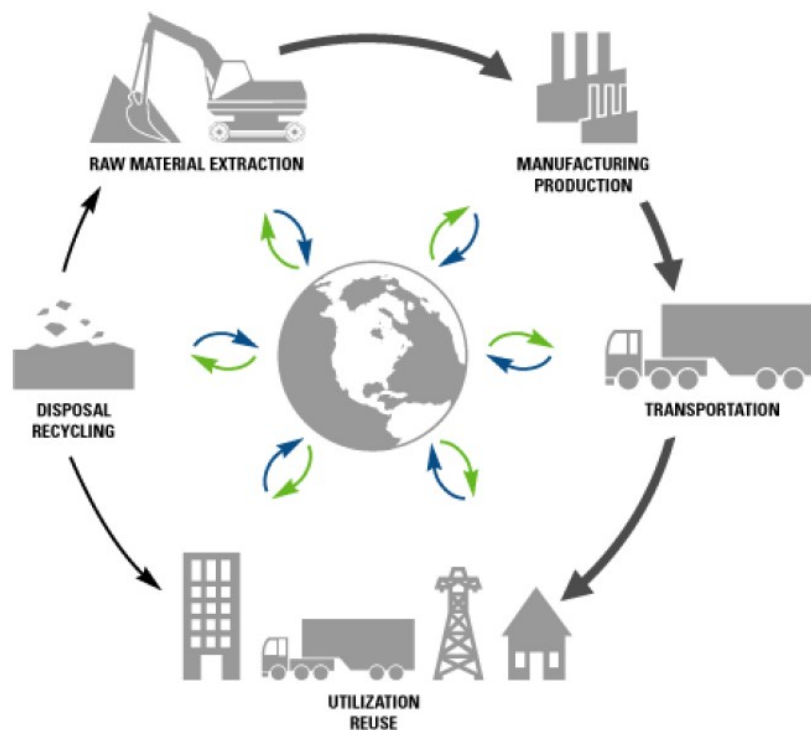 RAW MATERIAL EXTRACTION
MANUFACTURING
PRODUCTION
DISPOSAL
RECYCLING
TRANSPORTATION
UTILIZATION
REUSE